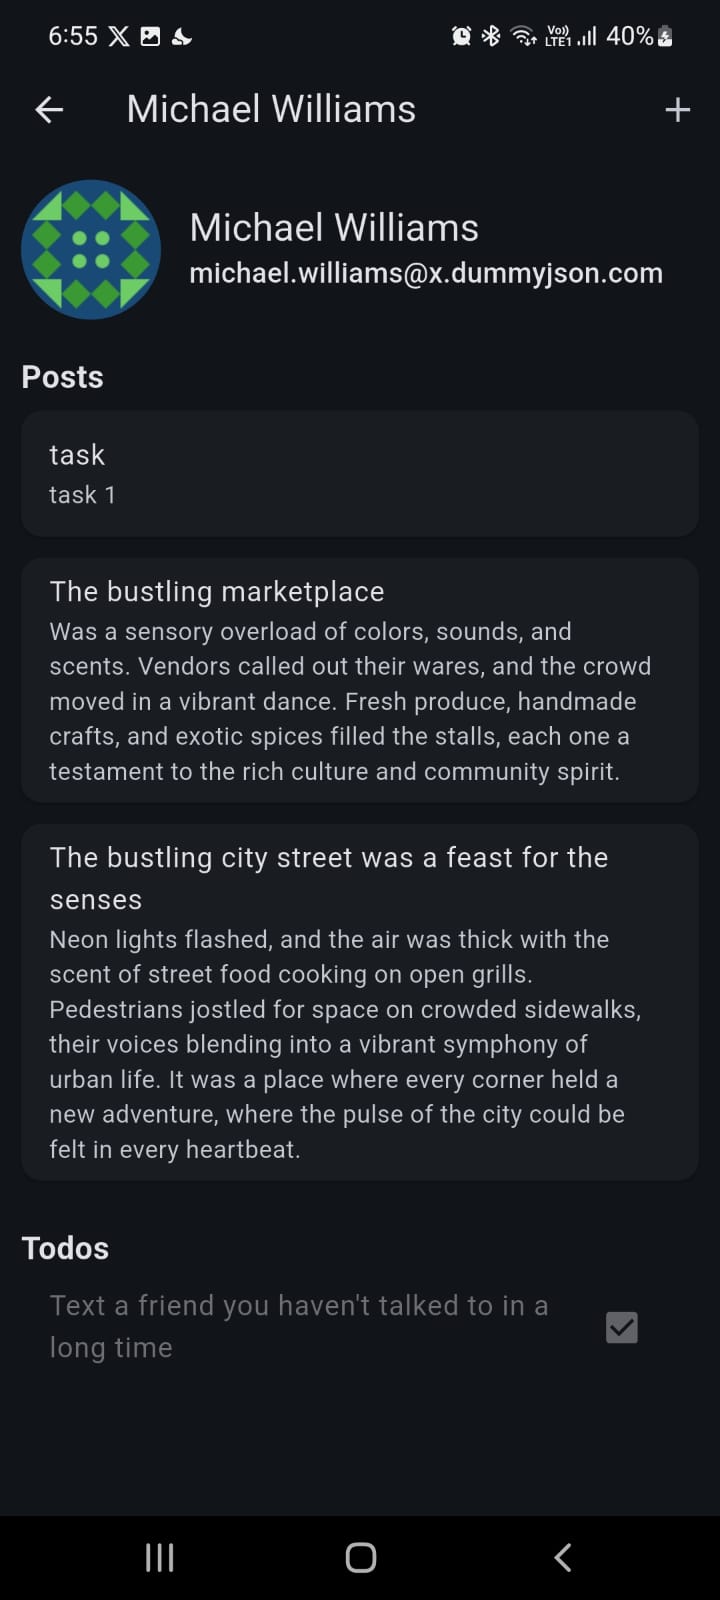 6:55
Vo)) LTE1 40%
Michael Williams
Michael Williams
michael.williams@x.dummyjson.com
Posts
task
task 1
The bustling marketplace
Was a sensory overload of colors, sounds, and
scents. Vendors called out their wares, and the crowd
moved in a vibrant dance. Fresh produce, handmade
crafts, and exotic spices filled the stalls, each one a
testament to the rich culture and community spirit.
The bustling city street was a feast for the
senses
Neon lights flashed, and the air was thick with the
scent of street food cooking on open grills.
Pedestrians jostled for space on crowded sidewalks,
their voices blending into a vibrant symphony of
urban life. It was a place where every corner held a
new adventure, where the pulse of the city could be
felt in every heartbeat.
Todos
Text a friend you haven't talked to in a
long time